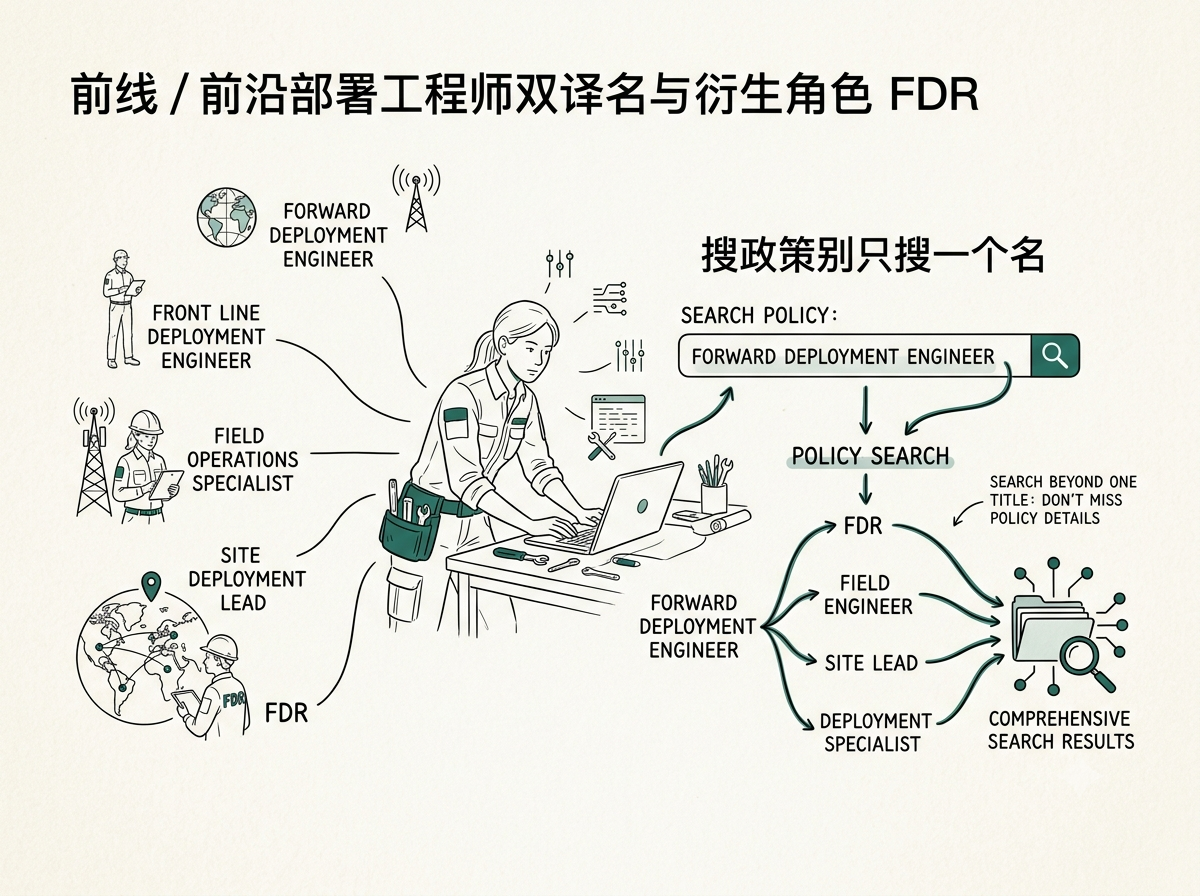 前线 / 前沿部署工程师双译名与衍生角色 FDR
FORWARD
DEPLOYMENT
ENGINEER
FRONT LINE
DEPLOYMENT
ENGINEER
FIELD
OPERATIONS
SPECIALIST
SITE
DEPLOYMENT
LEAD
FDR
FDR
搜政策别只搜一个名
SEARCH POLICY:
FORWARD DEPLOYMENT ENGINEER
POLICY SEARCH
SEARCH BEYOND ONE
TITLE: DON'T MISS
POLICY DETAILS
FORWARD
DEPLOYMENT
ENGINEER
FDR
FIELD
ENGINEER
SITE LEAD
DEPLOYMENT
SPECIALIST
COMPREHENSIVE
SEARCH RESULTS